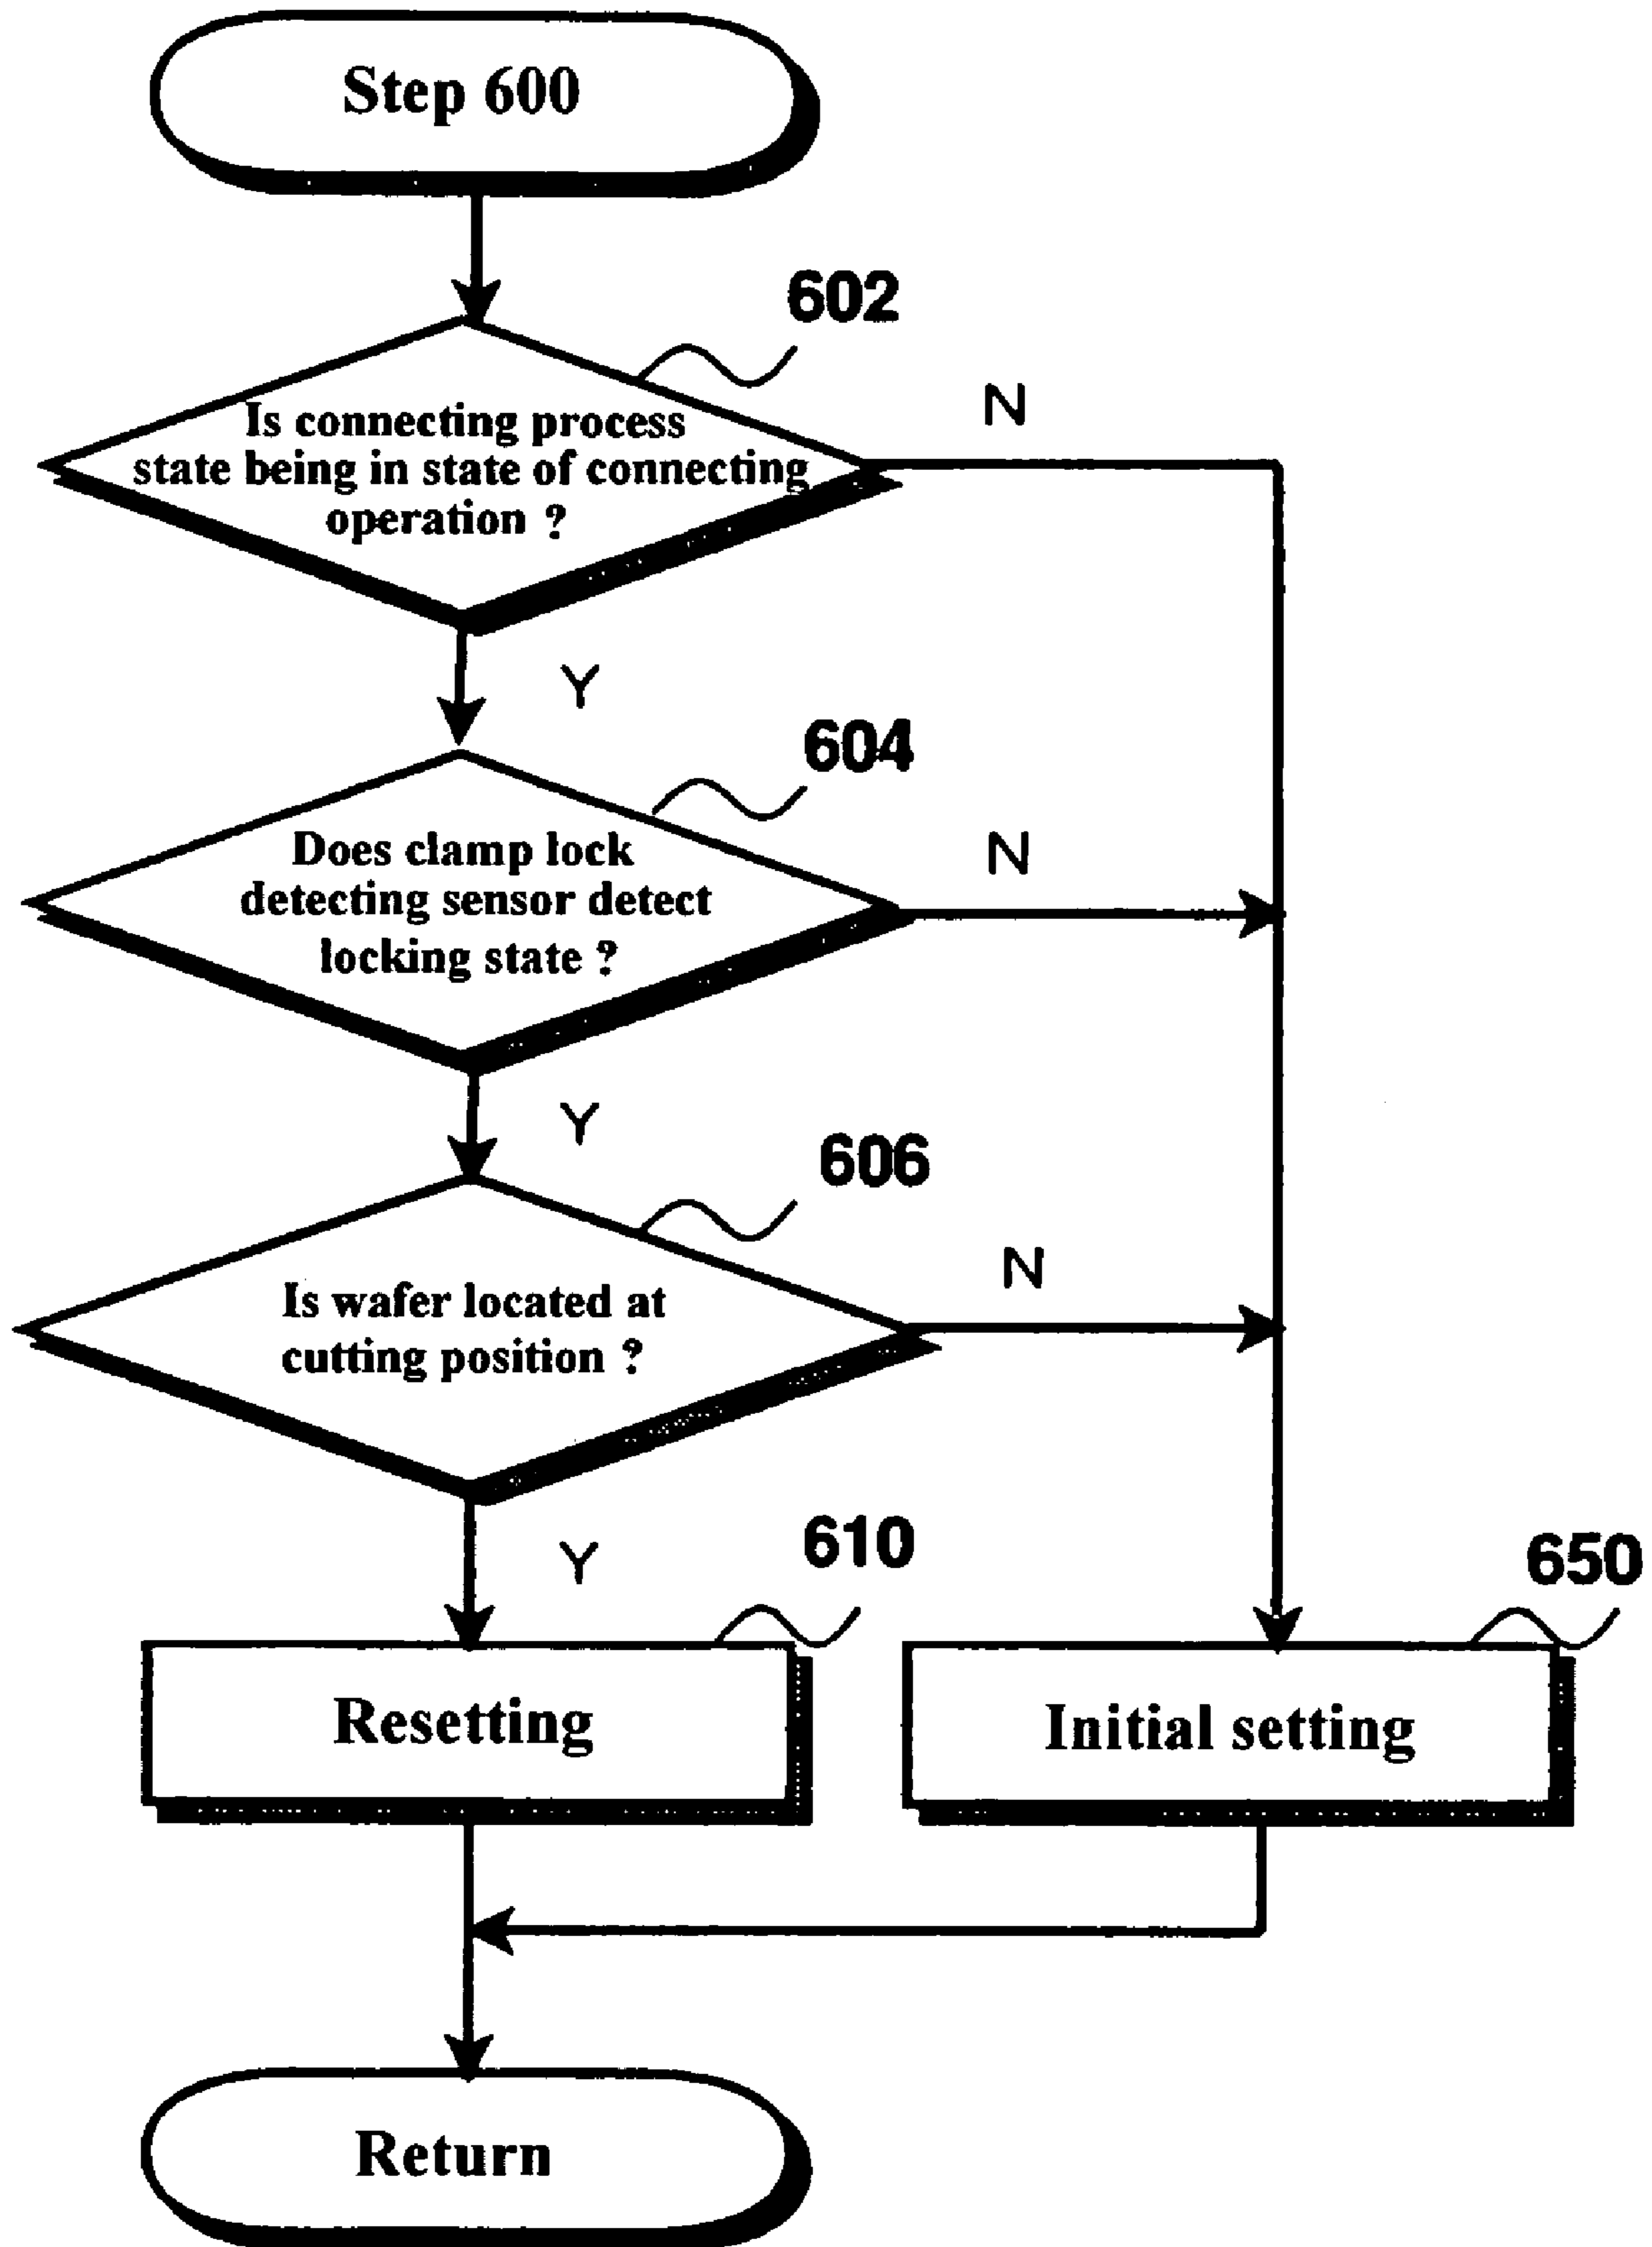 Step 600
602
Is connecting process
state being in state of connecting
operation ?
N
Y
604
Does clamp lock
detecting sensor detect
locking state ?
N
Y
606
Is wafer located at
cutting position ?
N
Y
610
650
Resetting
Initial setting
Return